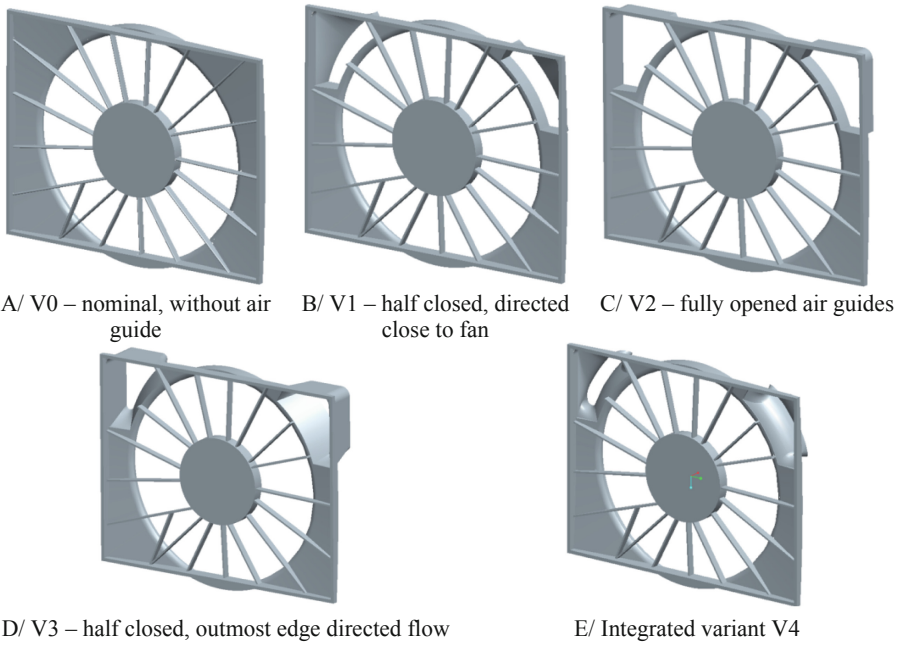 A/ V0 – nominal, without air
guide
B/ V1 – half closed, directed
close to fan
C/ V2 – fully opened air guides
D/ V3 – half closed, outmost edge directed flow
E/ Integrated variant V4